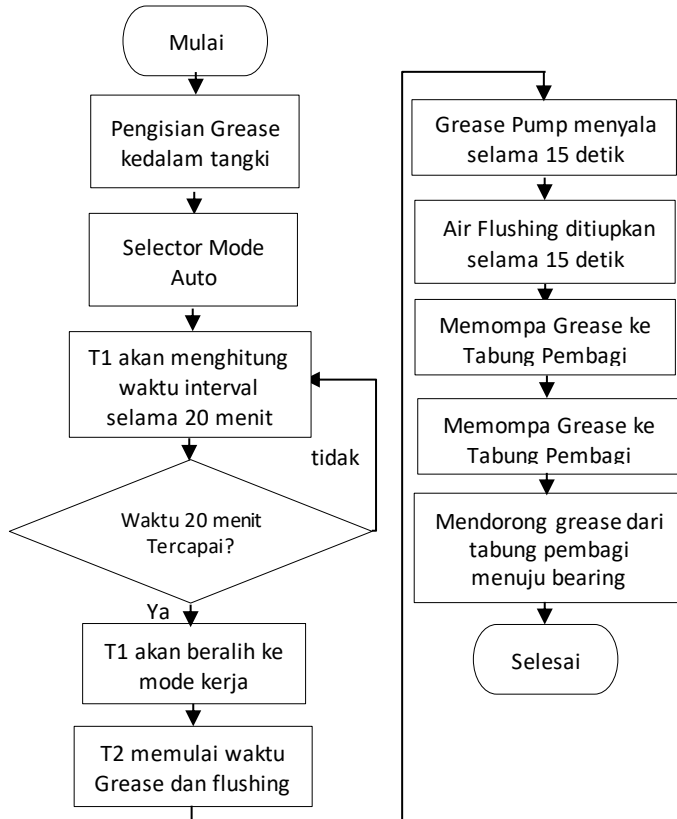 Mulai
Pengisian Grease
kedalam tangki
Selector Mode
Auto
T1 akan menghitung
waktu interval
selama 20 menit
tidak
Waktu 20 menit
Tercapai?
Ya
T1 akan beralih ke
mode kerja
T2 memulai waktu
Grease dan flushing
Grease Pump menyala
selama 15 detik
Air Flushing ditiupkan
selama 15 detik
Memompa Grease ke
Tabung Pembagi
Memompa Grease ke
Tabung Pembagi
Mendorong grease dari
tabung pembagi
menuju bearing
Selesai